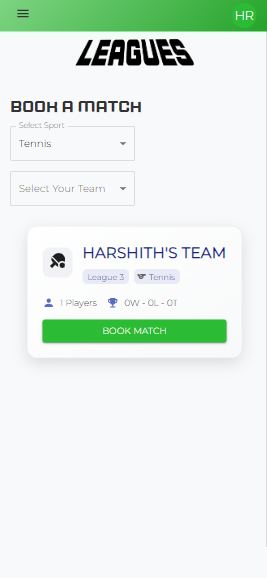 HR
LEAGUES
BOOK A MATCH
Select Sport
Tennis
Select Your Team
HARSHITH'S TEAM
League 3 Tennis
1 Players 0W - 0L - 0T
BOOK MATCH